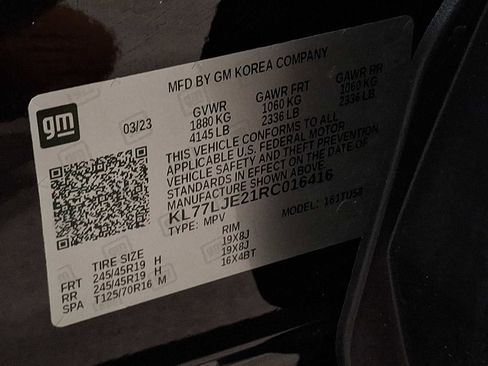 MFD BY GM KOREA COMPANY
gm
03/23
GVWR GAWR FRT GAWR RR
1880 KG 1060 KG 1060 KG
4145 LB 2336 LB 2336 LB
THIS VEHICLE CONFORMS TO ALL
APPLICABLE U.S. FEDERAL MOTOR
VEHICLE SAFETY AND THEFT PREVENTION
STANDARDS IN EFFECT ON THE DATE OF
MANUFACTURE SHOWN ABOVE
KL77LJE21RC016416
TYPE: MPV MODEL: 161TU58
TIRE SIZE RIM
FRT 245/45R19 H 19X8J
RR 245/45R19 H 19X8J
SPA T125/70R16 M 16X4BT